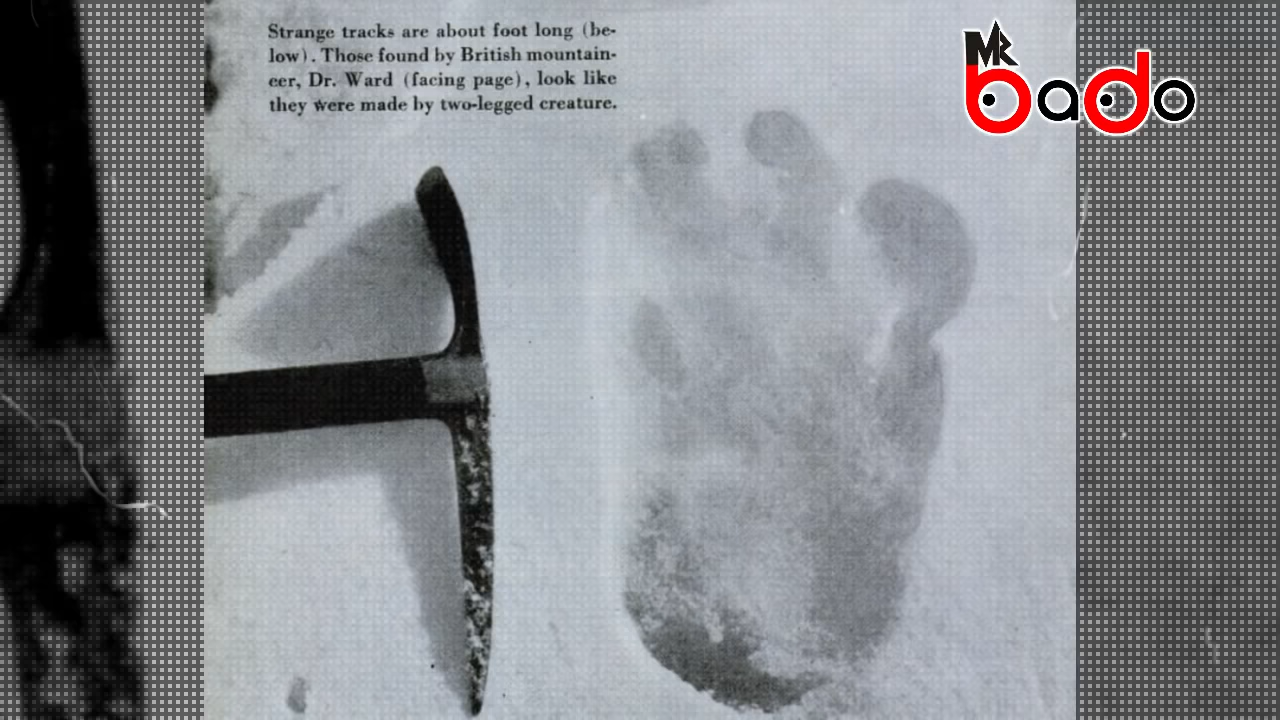 Strange tracks are about foot long (be-
low). Those found by British mountain-
eer, Dr. Ward (facing page), look like
they were made by two-legged creature.
MR
bado